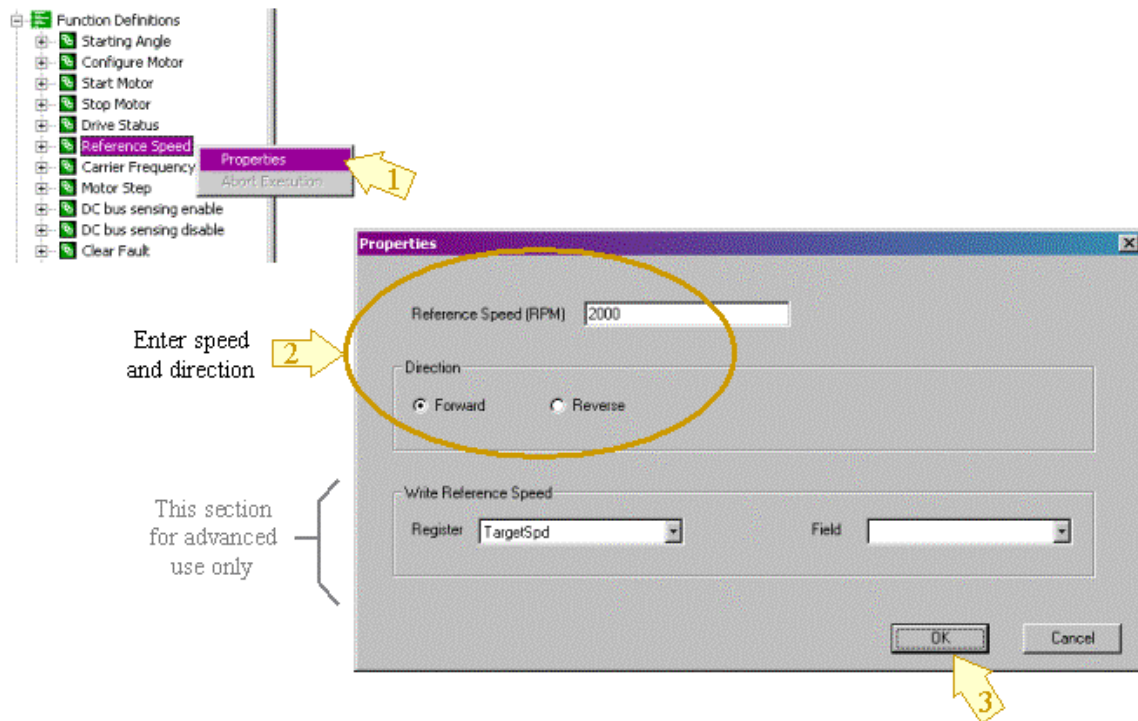 Function Definitions
Starting Angle
Configure Motor
Start Motor
Stop Motor
Drive Status
Reference Speed
Carrier Frequency
Motor Step
DC bus sensing enable
DC bus sensing disable
Clear Fault
Properties
Abort Execution
1
Properties
Reference Speed (RPM) 2000
Enter speed
and direction
2
Direction
Forward Reverse
This section
for advanced
use only
Write Reference Speed
Register TargetSpd Field
OK Cancel
3